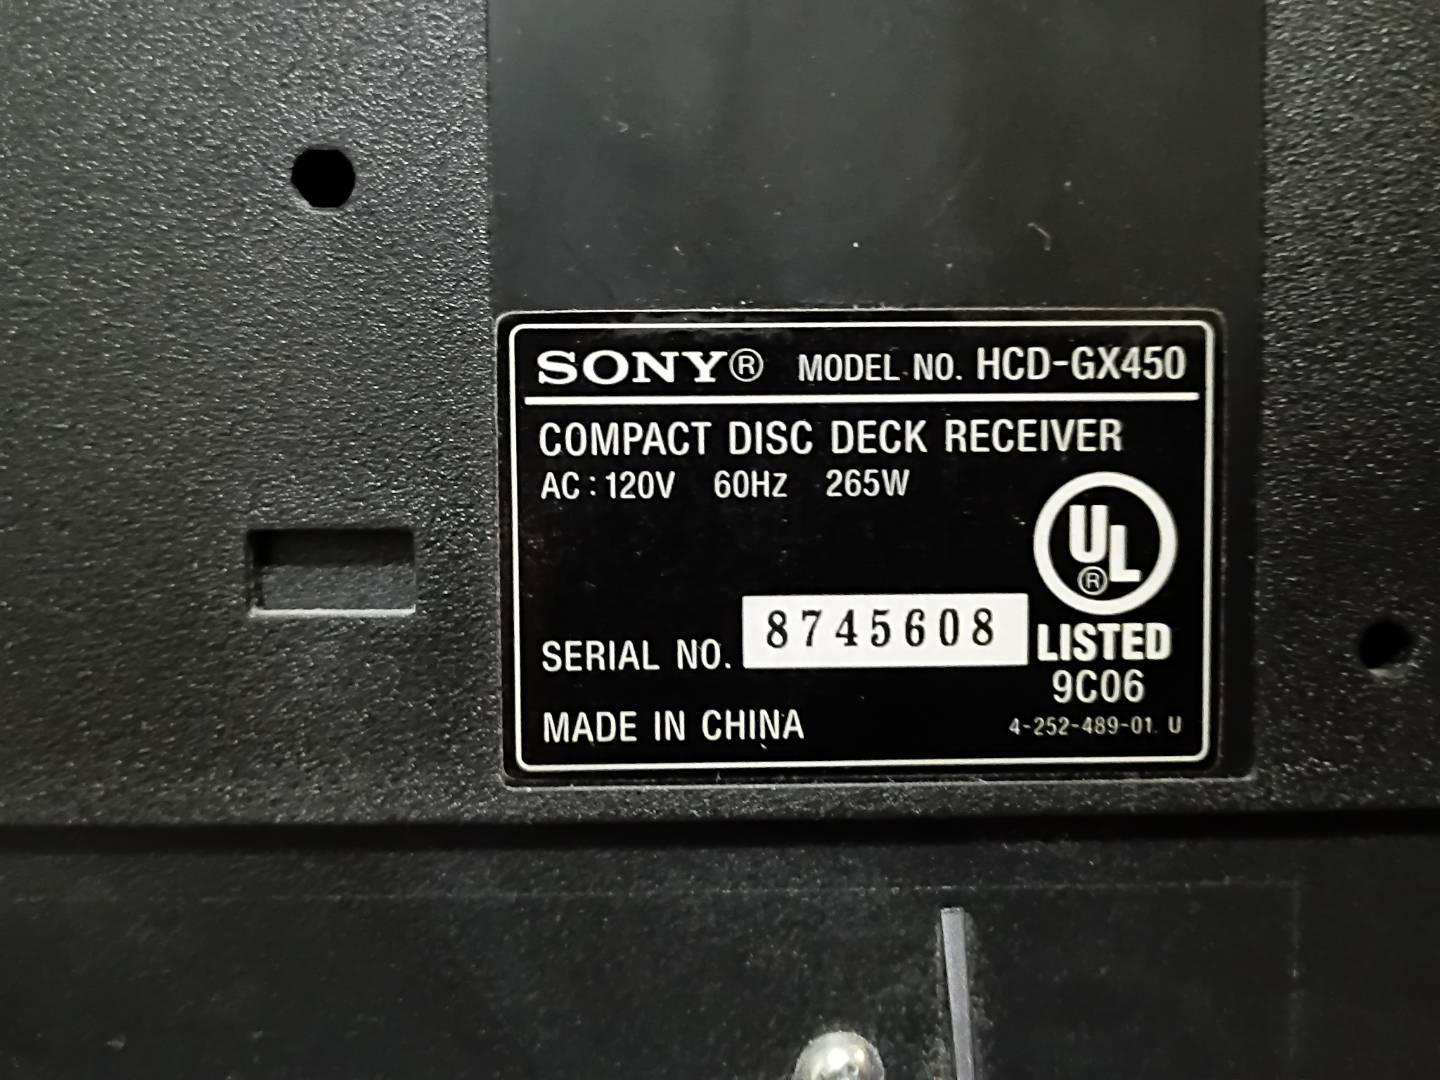 SONY® MODEL NO. HCD-GX450
COMPACT DISC DECK RECEIVER
AC : 120V 60Hz 265W
UL®
SERIAL NO. 8745608
LISTED
9C06
MADE IN CHINA
4-252-489-01 U